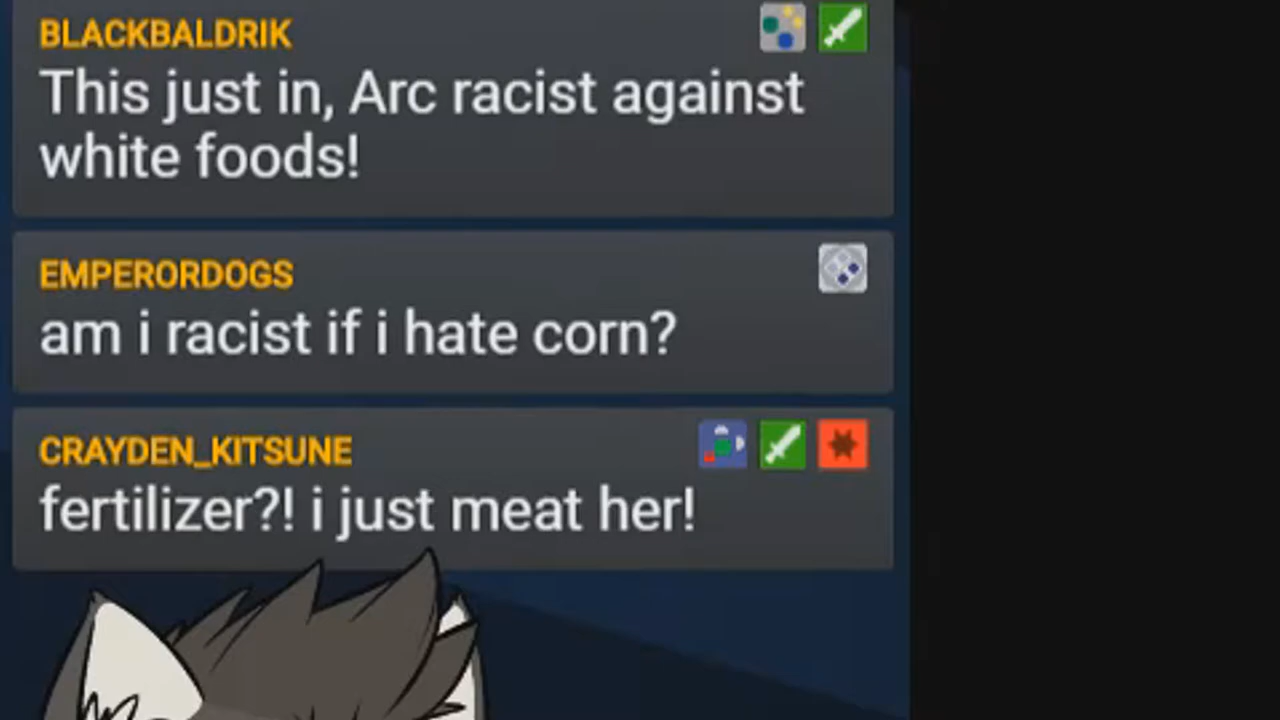 BLACKBALDRIK
This just in, Arc racist against
white foods!
EMPERORDOGS
am i racist if i hate corn?
CRAYDEN_KITSUNE
fertilizer?! i just meat her!